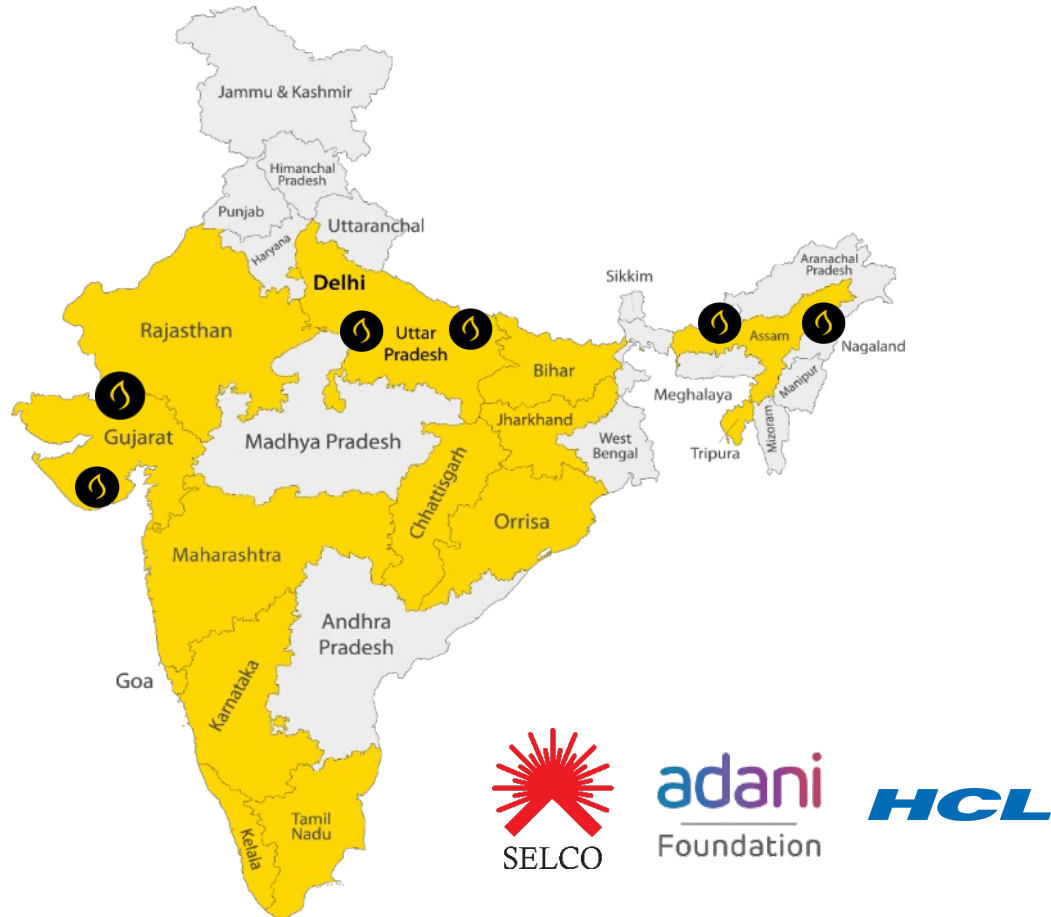 Jammu & Kashmir
Himanchal
Pradesh
Punjab
Uttaranchal
Haryana
Delhi
Rajasthan
Uttar
Pradesh
Bihar
Sikkim
Aranachal
Pradesh
Assam
Nagaland
Meghalaya
Manipur
Tripura
Mizoram
Gujarat
Madhya Pradesh
Jharkhand
West
Bengal
Chhattisgarh
Orrisa
Maharashtra
Andhra
Pradesh
Goa
Karnataka
Tamil
Nadu
Kelala
SELCO
adani
Foundation
HCL